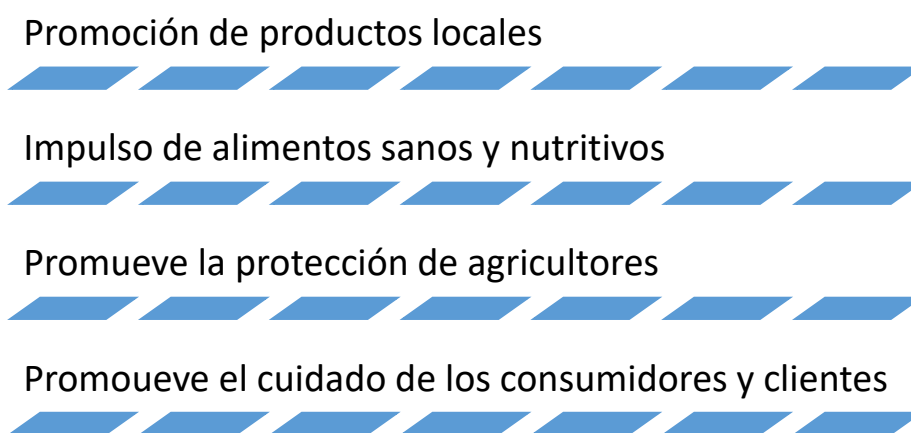 Promoción de productos locales
Impulso de alimentos sanos y nutritivos
Promueve la protección de agricultores
Promoueve el cuidado de los consumidores y clientes